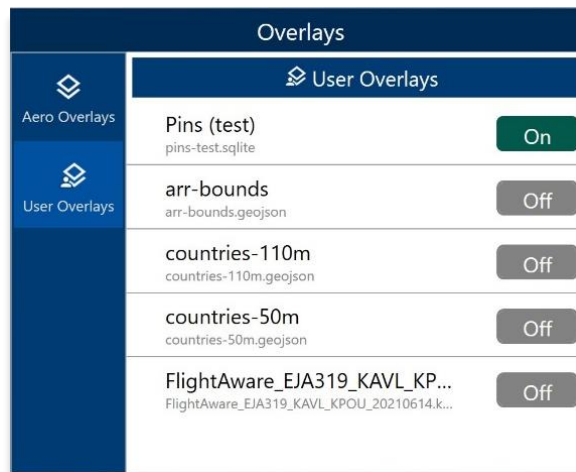 Overlays
Aero Overlays
User Overlays
User Overlays
Pins (test)
pins-test.sqlite
On
arr-bounds
arr-bounds.geojson
Off
countries-110m
countries-110m.geojson
Off
countries-50m
countries-50m.geojson
Off
FlightAware_EJA319_KAVL_KP...
FlightAware_EJA319_KAVL_KPOU_20210614.k...
Off